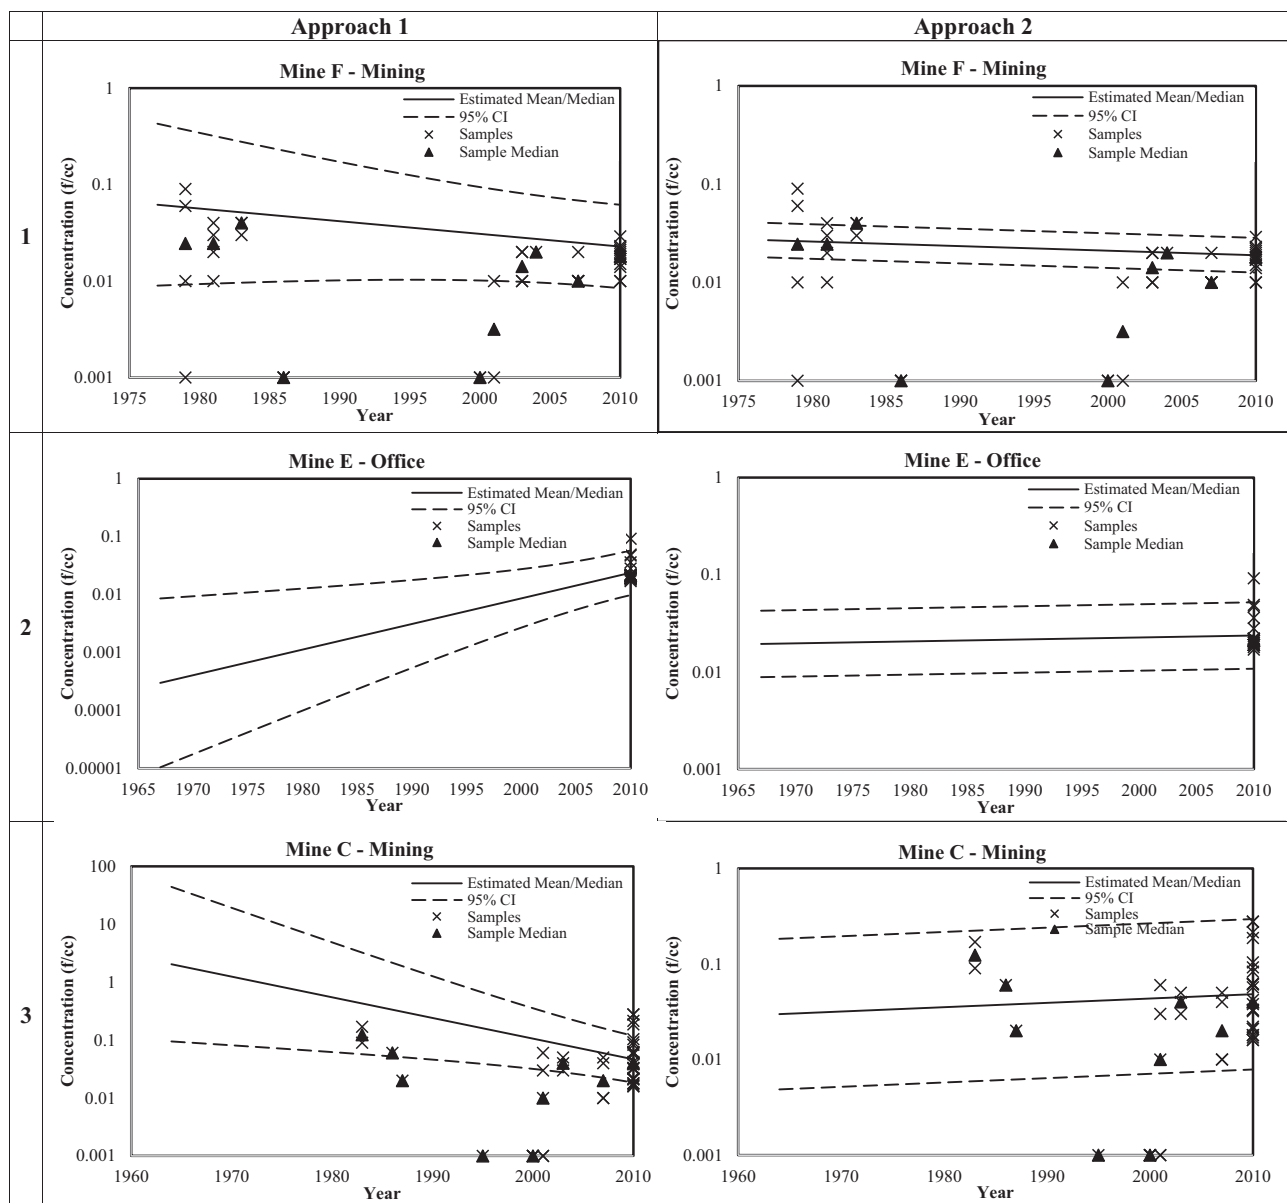 Approach 1
Approach 2
1
Mine F - Mining
Concentration (f/cc)
1
0.1
0.01
0.001
Estimated Mean/Median
95% CI
Samples
Sample Median
1975 1980 1985 1990 1995 2000 2005 2010
Year
Mine F - Mining
Concentration (f/cc)
1
0.1
0.01
0.001
Estimated Mean/Median
95% CI
Samples
Sample Median
1975 1980 1985 1990 1995 2000 2005 2010
Year
2
Mine E - Office
Concentration (f/cc)
1
0.1
0.01
0.001
0.0001
0.00001
Estimated Mean/Median
95% CI
Samples
Sample Median
1965 1970 1975 1980 1985 1990 1995 2000 2005 2010
Year
Mine E - Office
Concentration (f/cc)
1
0.1
0.01
0.001
Estimated Mean/Median
95% CI
Samples
Sample Median
1965 1970 1975 1980 1985 1990 1995 2000 2005 2010
Year
3
Mine C - Mining
Concentration (f/cc)
100
10
1
0.1
0.01
0.001
Estimated Mean/Median
95% CI
Samples
Sample Median
1960 1970 1980 1990 2000 2010
Year
Mine C - Mining
Concentration (f/cc)
1
0.1
0.01
0.001
Estimated Mean/Median
95% CI
Samples
Sample Median
1960 1970 1980 1990 2000 2010
Year